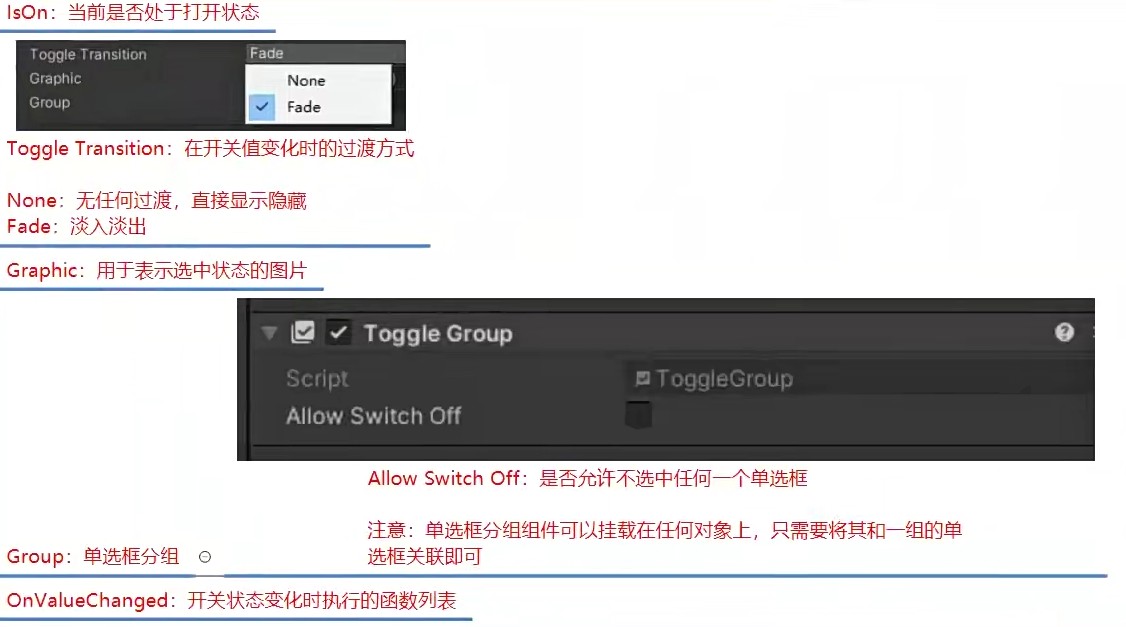 IsOn：当前是否处于打开状态
Toggle Transition Fade
Graphic None
Group Fade
Toggle Transition：在开关值变化时的过渡方式
None：无任何过渡，直接显示隐藏
Fade：淡入淡出
Graphic：用于表示选中状态的图片
Toggle Group
Script ToggleGroup
Allow Switch Off
Allow Switch Off：是否允许不选中任何一个单选框
注意：单选框分组组件可以挂载在任何对象上，只需要将其和一组的单
选框关联即可
Group：单选框分组
OnValueChanged：开关状态变化时执行的函数列表